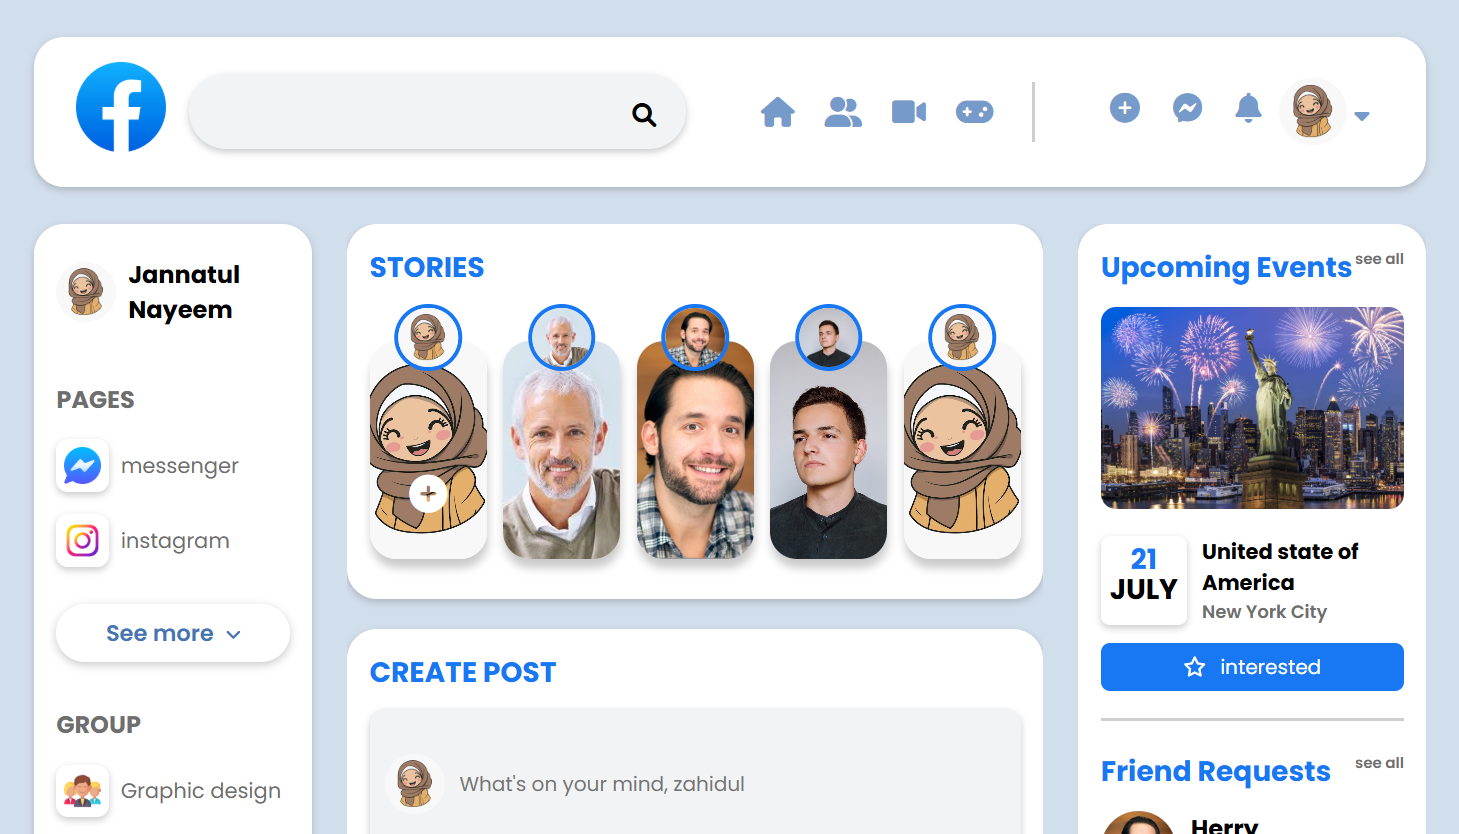 Jannatul
Nayeem
PAGES
messenger
instagram
See more
GROUP
Graphic design
STORIES
CREATE POST
What's on your mind, zahidul
Upcoming Events
see all
21
JULY
United state of
America
New York City
interested
Friend Requests
see all
Herry